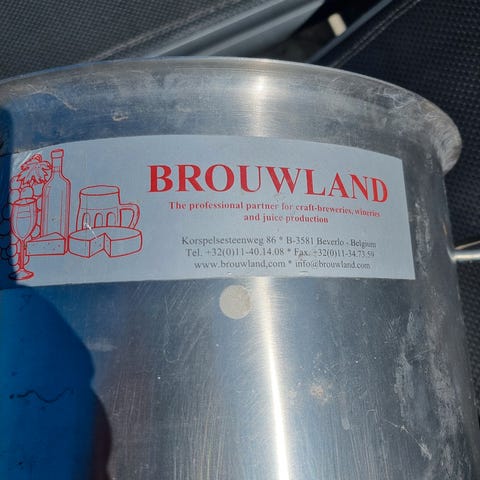 BROUWLAND
The professional partner for craft-breweries, wineries
and juice production
Korspelsesteenweg 86 * B-3581 Beverlo - Belgium
Tel. +32(0)11-40.14.08 * Fax. +32(0)11-34.73.59
www.brouwland.com * info@brouwland.com